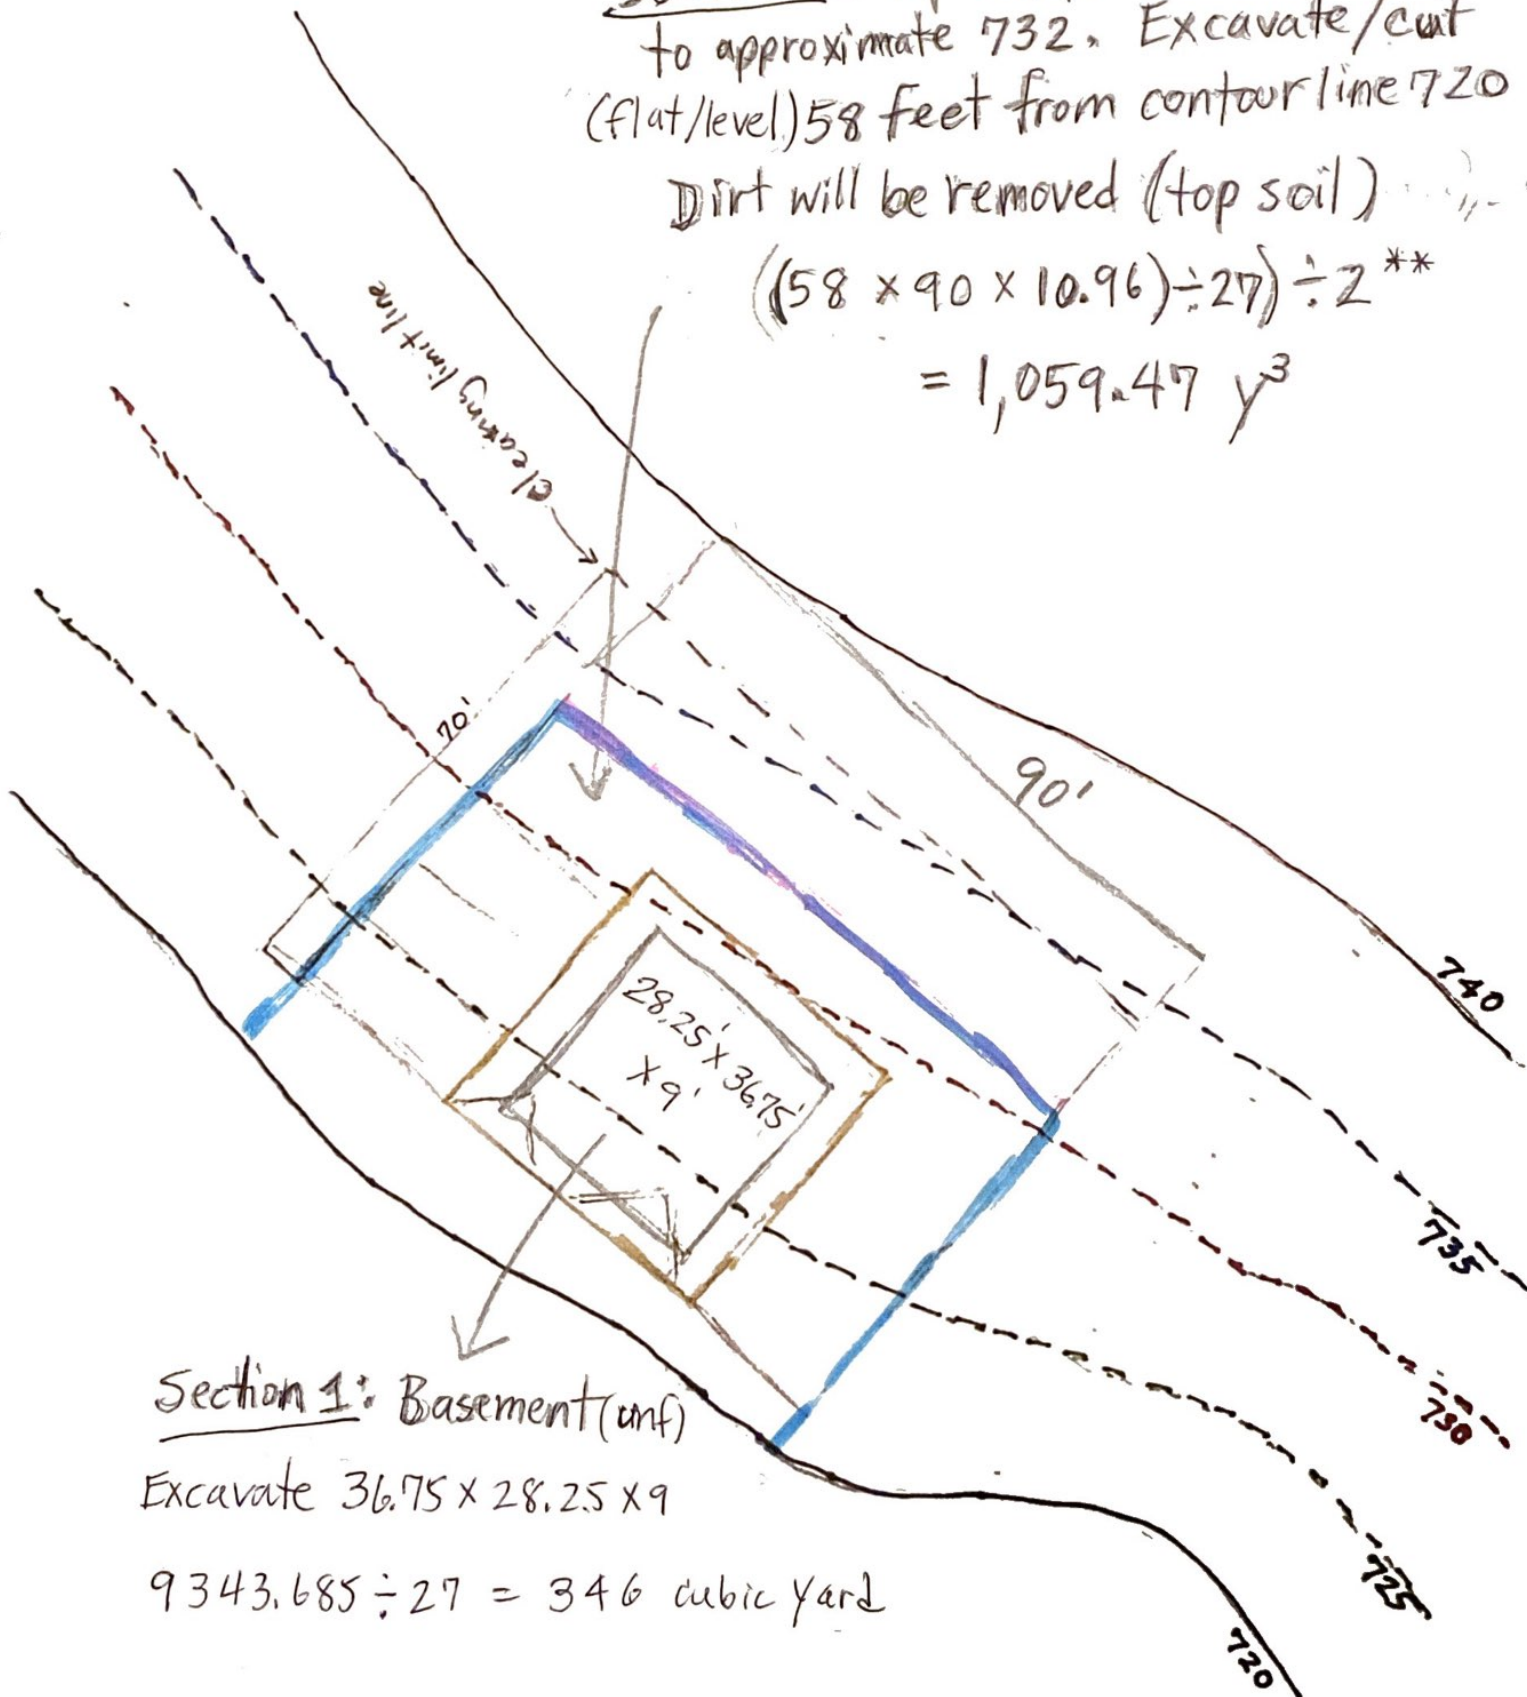 to approximate 732. Excavate/cut
(flat/level) 58 feet from contour line 720
Dirt will be removed (top soil)
((58 × 90 × 10.96) ÷ 27) ÷ 2 **
= 1,059.47 y³
clearing limit line
70'
90'
28.25' × 36.75'
× 9'
740
735
730
725
720
Section 1: Basement (unf)
Excavate 36.75 × 28.25 × 9
9343.685 ÷ 27 = 346 cubic yard